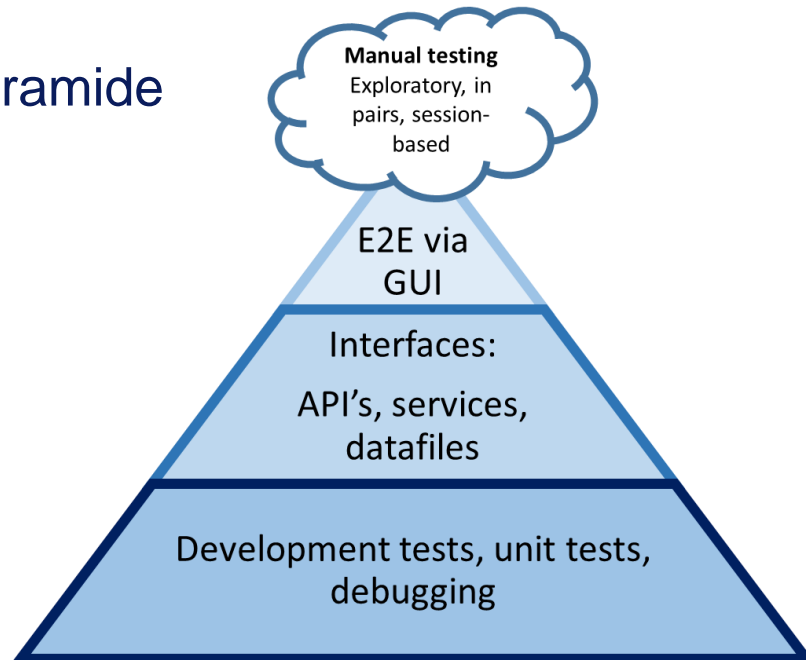 ramide
Manual testing
Exploratory, in
pairs, session-
based
E2E via
GUI
Interfaces:
API’s, services,
datafiles
Development tests, unit tests,
debugging